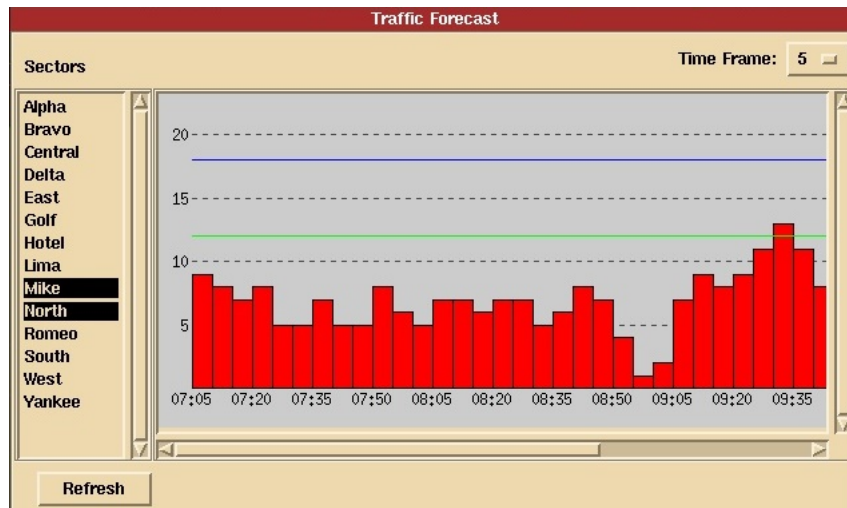 Traffic Forecast
Sectors
Time Frame: 5
Alpha
Bravo
Central
Delta
East
Golf
Hotel
Lima
Mike
North
Romeo
South
West
Yankee
20
15
10
5
0
07:05 07:20 07:35 07:50 08:05 08:20 08:35 08:50 09:05 09:20 09:35
Refresh